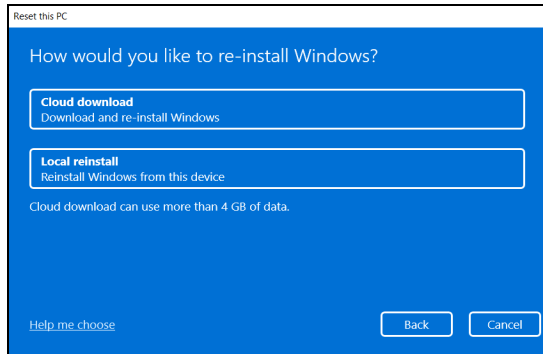 Reset this PC
How would you like to re-install Windows?
Cloud download
Download and re-install Windows
Local reinstall
Reinstall Windows from this device
Cloud download can use more than 4 GB of data.
Help me choose
Back
Cancel